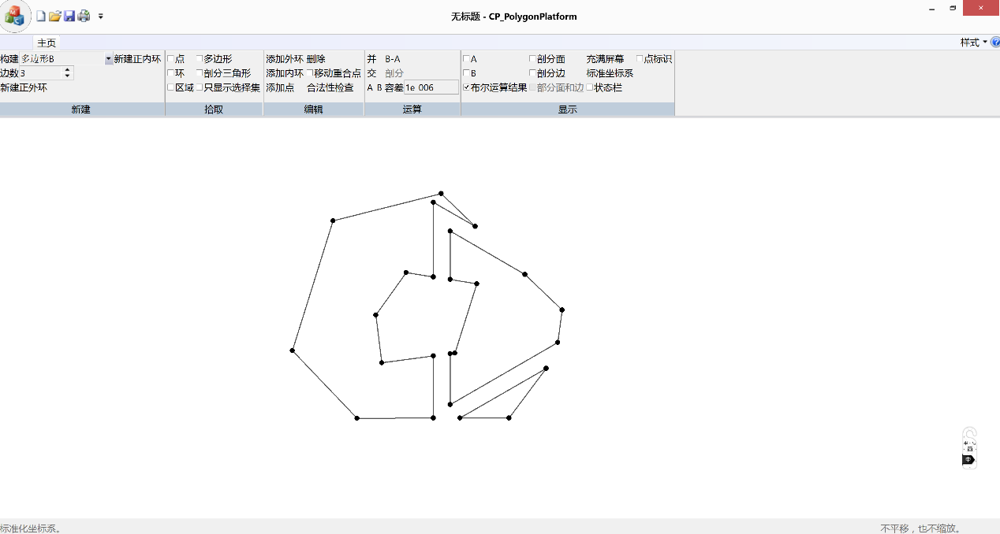 无标题 - CP_PolygonPlatform
主页
样式
构建 多边形B 新建正内环 点 多边形 添加外环 删除 并 B-A A 剖分面 充满屏幕 点标识
边数 3 环 剖分三角形 添加内环 移动重合点 交 剖分 B 剖分边 标准坐标系
新建正外环 区域 只显示选择集 添加点 合法性检查 A B 容差 1e 006 布尔运算结果 剖分面和边 状态栏
新建 拾取 编辑 运算 显示
中
标准化坐标系。 不平移，也不缩放。